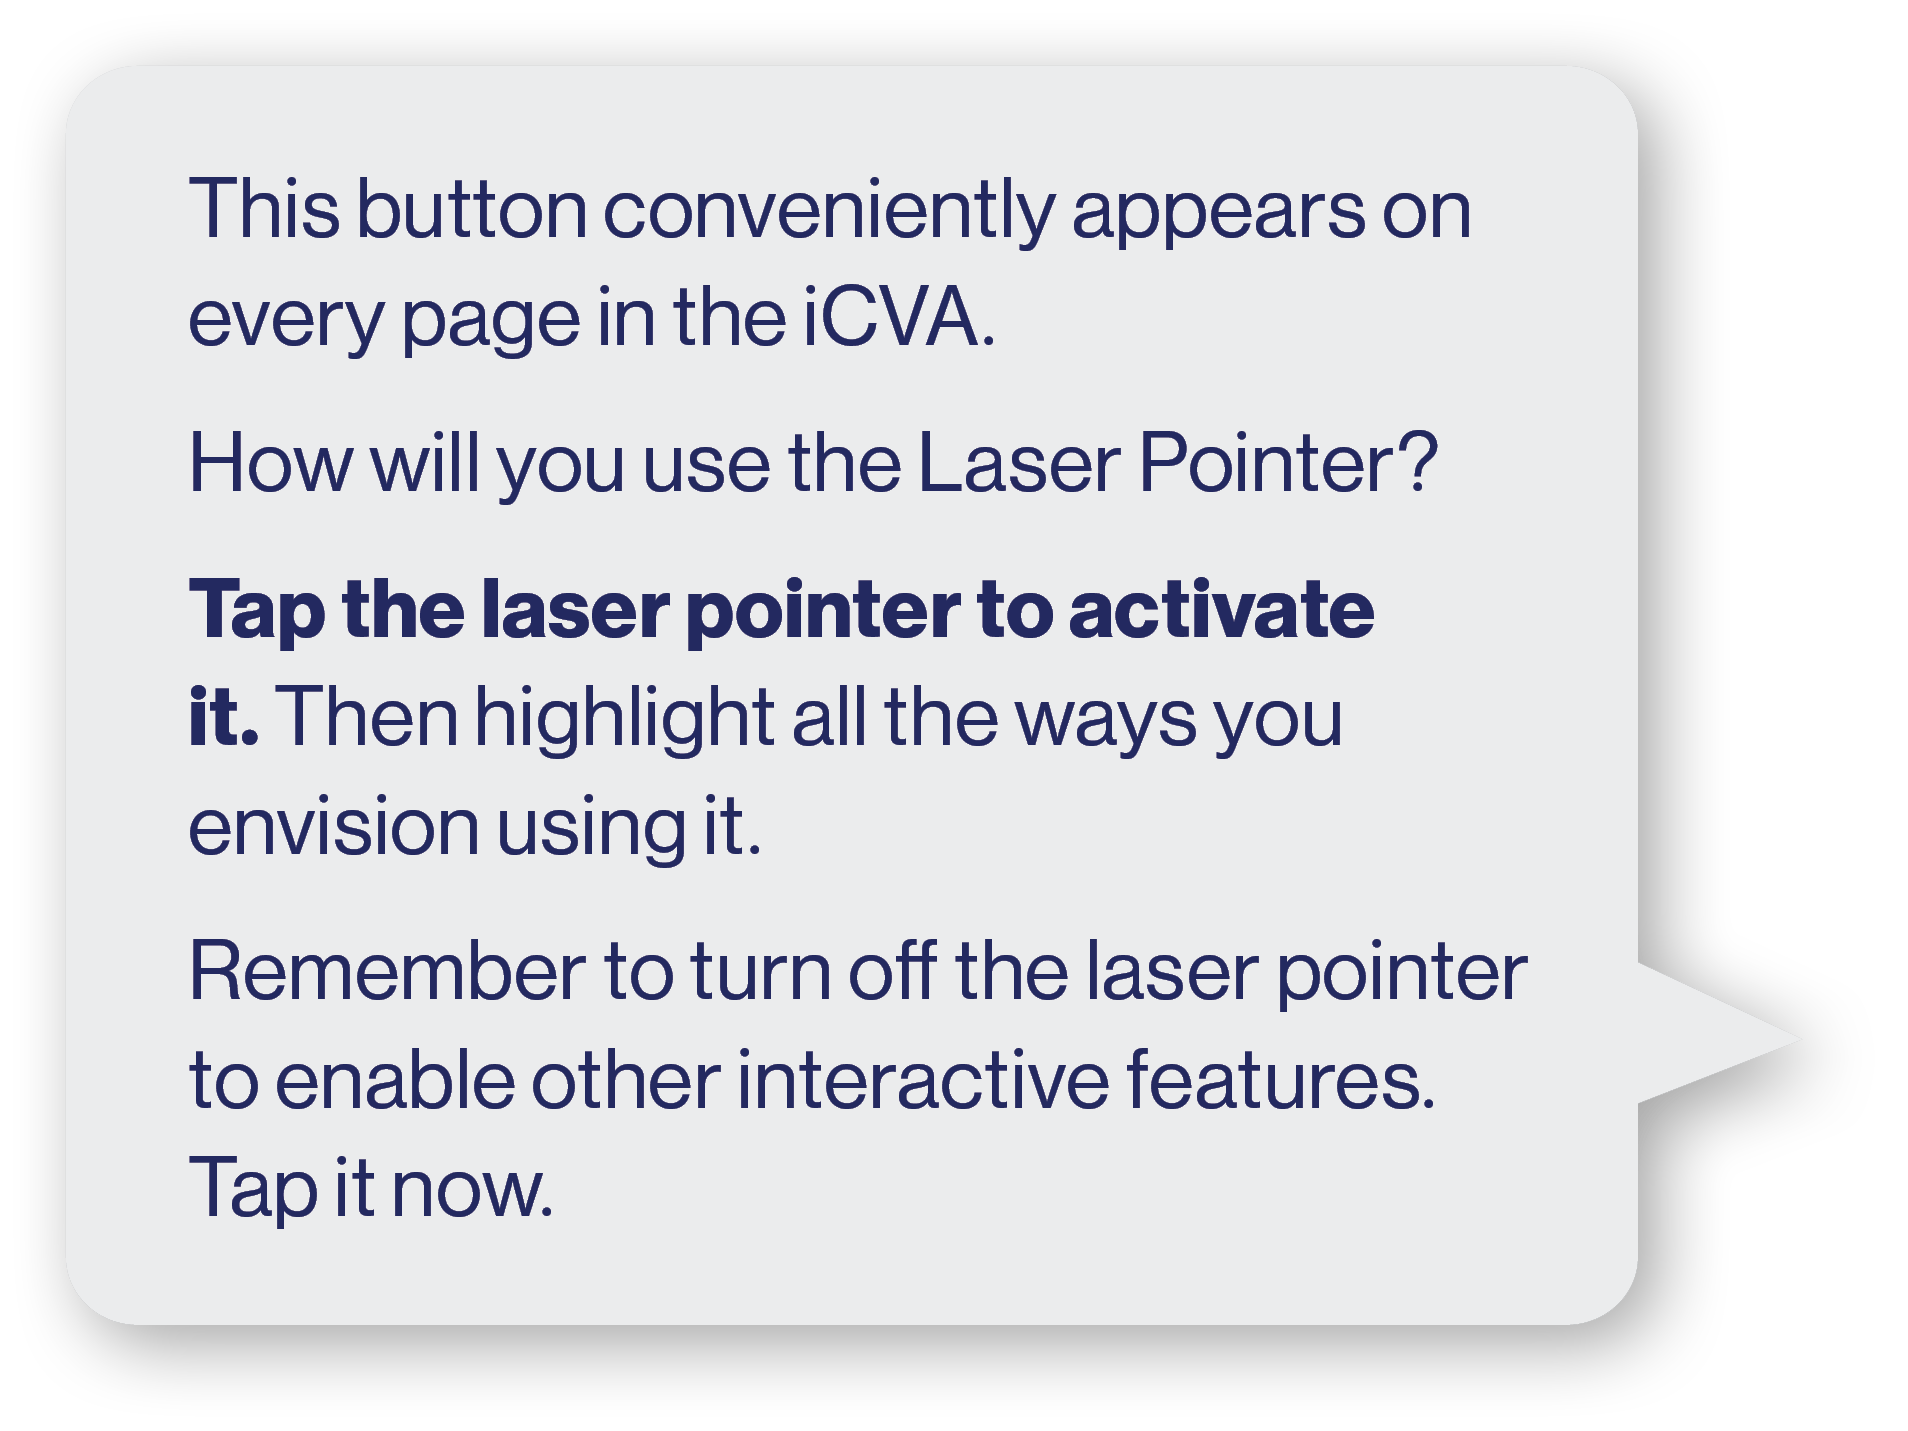 This button conveniently appears on
every page in the iCVA.
How will you use the Laser Pointer?
Tap the laser pointer to activate
it. Then highlight all the ways you
envision using it.
Remember to turn off the laser pointer
to enable other interactive features.
Tap it now.